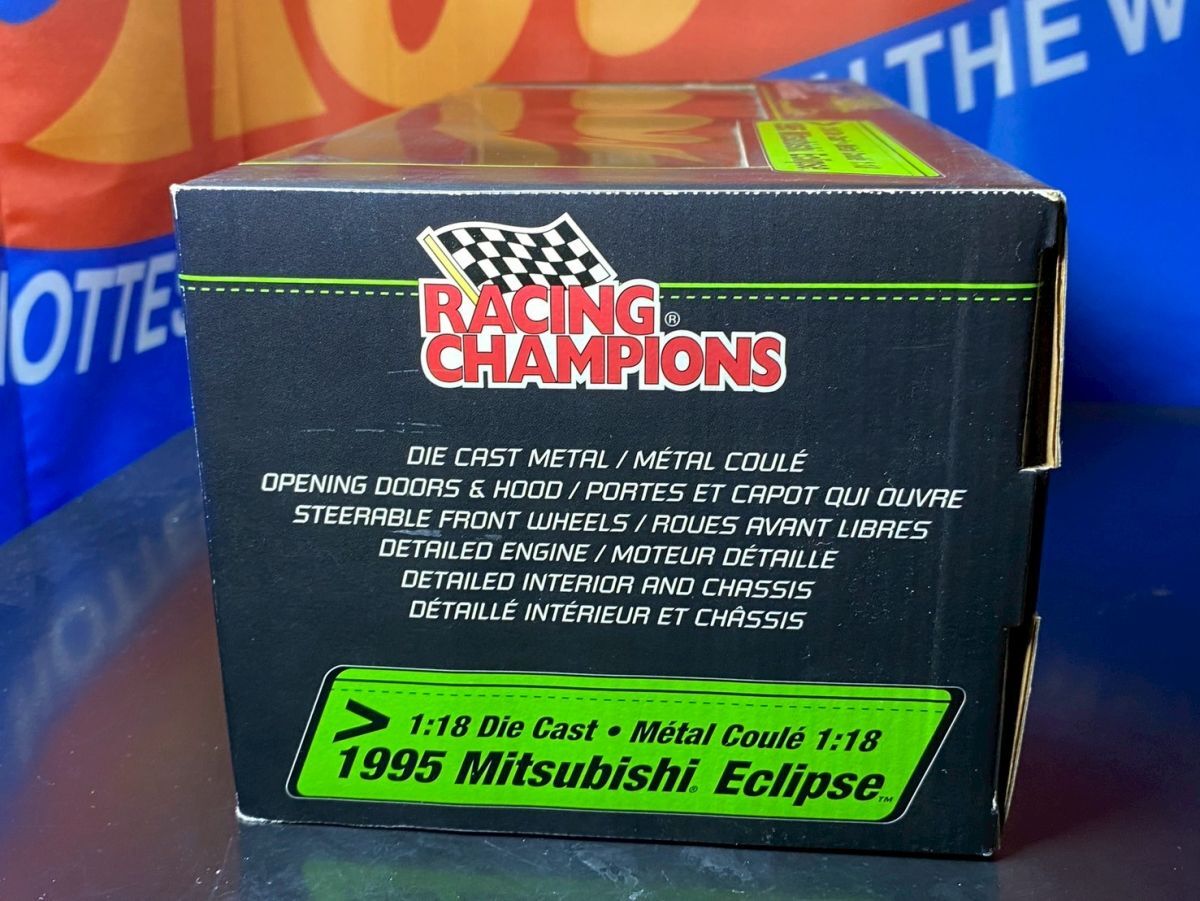 THE W
HOTTES
RACING®
CHAMPIONS
DIE CAST METAL / MÉTAL COULÉ
OPENING DOORS & HOOD / PORTES ET CAPOT QUI OUVRE
STEERABLE FRONT WHEELS / ROUES AVANT LIBRES
DETAILED ENGINE / MOTEUR DÉTAILLE
DETAILED INTERIOR AND CHASSIS
DÉTAILLÉ INTÉRIEUR ET CHÂSSIS
> 1:18 Die Cast • Métal Coulé 1:18
1995 Mitsubishi® Eclipse™